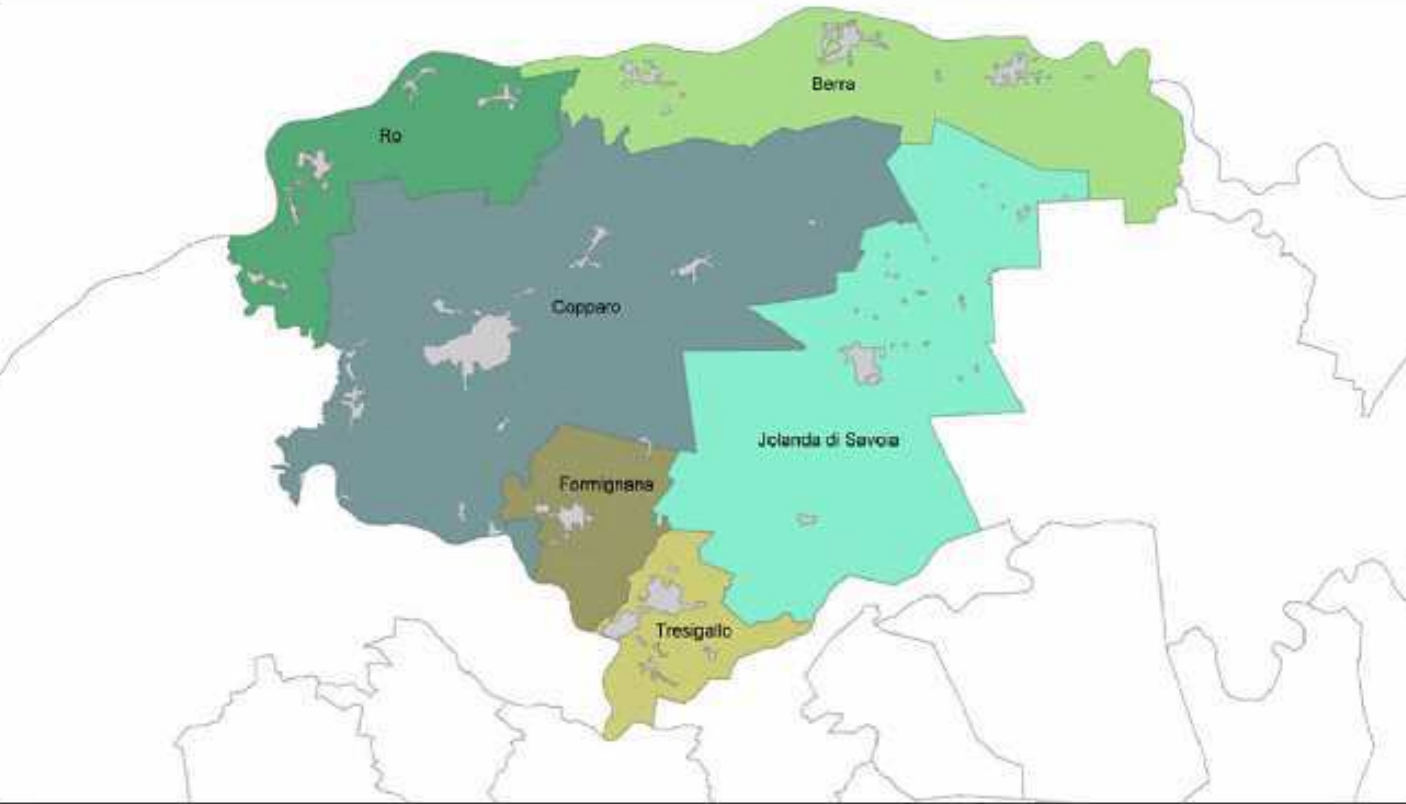 Berra
Ro
Copparo
Jolanda di Savoia
Formignana
Tresigallo